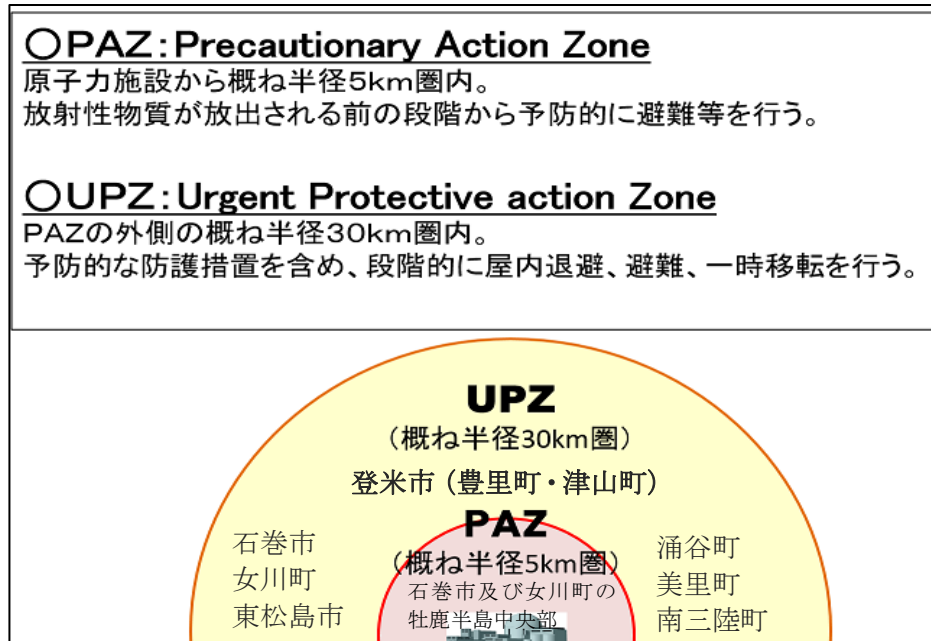 ○PAZ:Precautionary Action Zone
原子力施設から概ね半径5km圏内。
放射性物質が放出される前の段階から予防的に避難等を行う。
○UPZ:Urgent Protective action Zone
PAZの外側の概ね半径30km圏内。
予防的な防護措置を含め、段階的に屋内退避、避難、一時移転を行う。
UPZ
(概ね半径30km圏)
登米市(豊里町・津山町)
PAZ
(概ね半径5km圏)
石巻市及び女川町の
牡鹿半島中央部
石巻市
女川町
東松島市
涌谷町
美里町
南三陸町